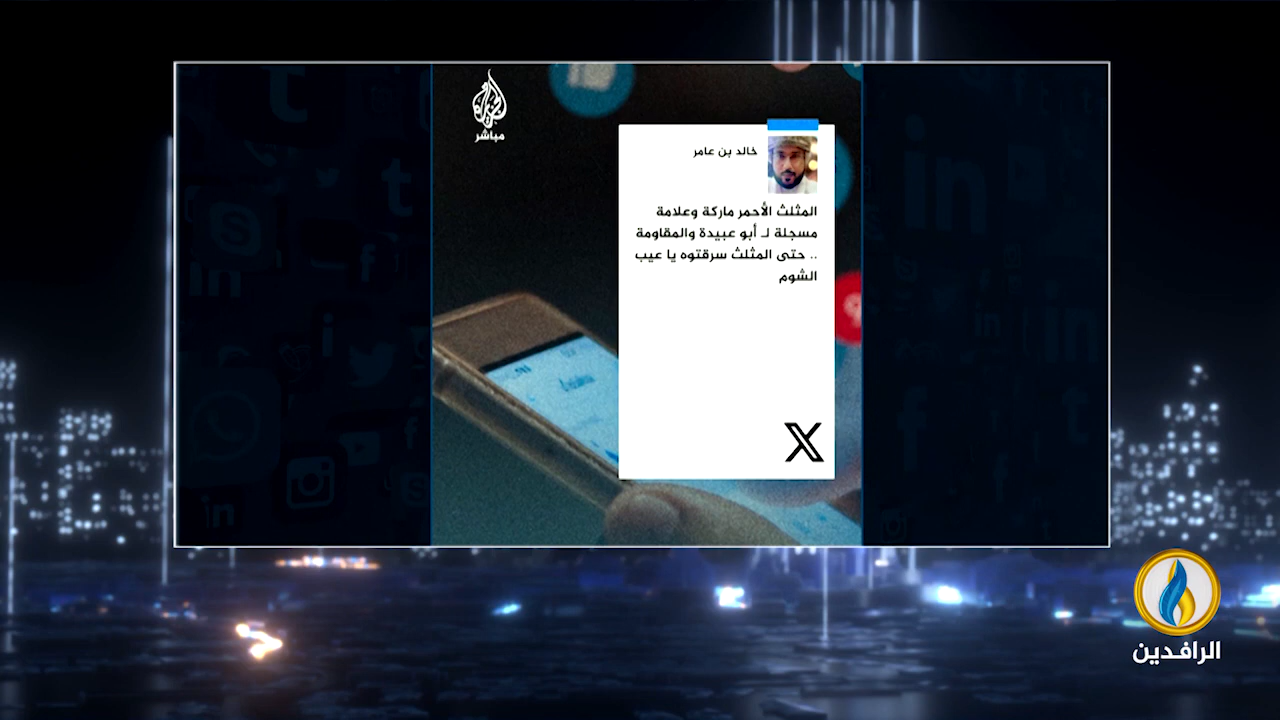 مباشر
خالد بن عامر
المثلث الأحمر ماركة وعلامة
مسجلة لـ أبو عبيدة والمقاومة
.. حتى المثلث سرقتوه يا عيب
الشوم
الرافدين